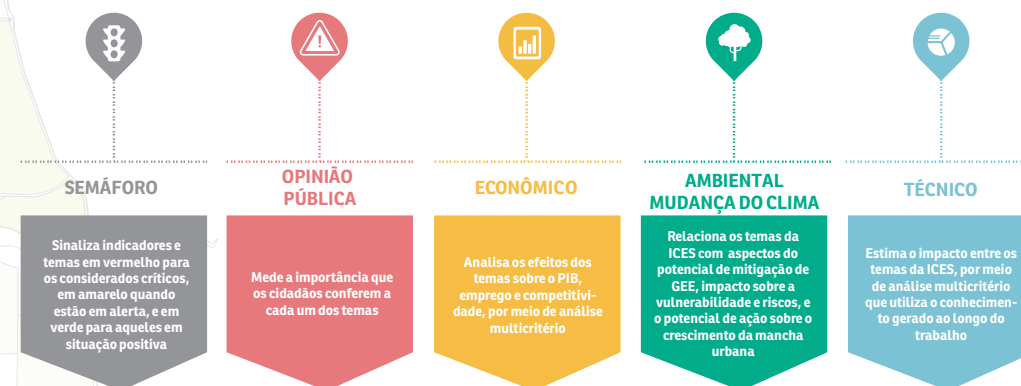 SEMÁFORO
Sinaliza indicadores e
temas em vermelho para
os considerados críticos,
em amarelo quando
estão em alerta, e em
verde para aqueles em
situação positiva
OPINIÃO
PÚBLICA
Mede a importância que
os cidadãos conferem a
cada um dos temas
ECONÔMICO
Analisa os efeitos dos
temas sobre o PIB,
emprego e competitivi-
dade, por meio de análise
multicritério
AMBIENTAL
MUDANÇA DO CLIMA
Relaciona os temas da
ICES com aspectos do
potencial de mitigação de
GEE, impacto sobre a
vulnerabilidade e riscos, e
o potencial de ação sobre o
crescimento da mancha
urbana
TÉCNICO
Estima o impacto entre os
temas da ICES, por meio
de análise multicritério
que utiliza o conhecimen-
to gerado ao longo do
trabalho